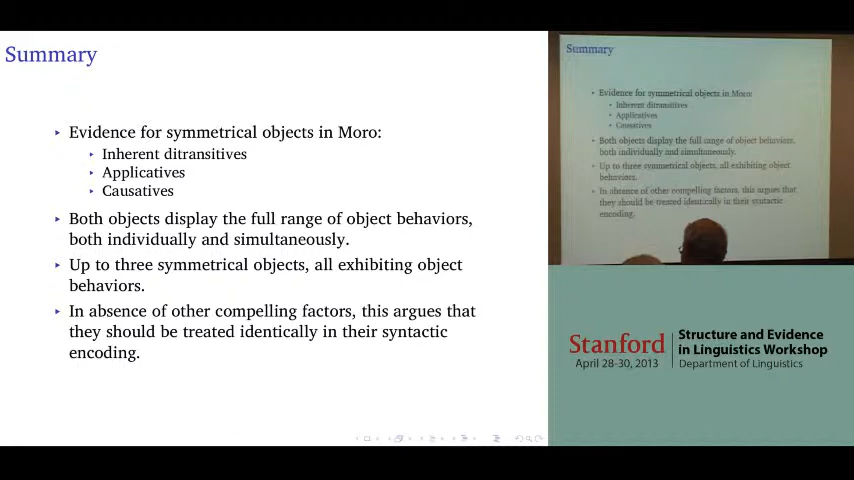 Summary
‣ Evidence for symmetrical objects in Moro:
‣ Inherent ditransitives
‣ Applicatives
‣ Causatives
‣ Both objects display the full range of object behaviors,
both individually and simultaneously.
‣ Up to three symmetrical objects, all exhibiting object
behaviors.
‣ In absence of other compelling factors, this argues that
they should be treated identically in their syntactic
encoding.
Summary
Evidence for symmetrical objects in Moro:
Inherent ditransitives
Applicatives
Causatives
Both objects display the full range of object behaviors,
both individually and simultaneously.
Up to three symmetrical objects, all exhibiting object
behaviors.
In absence of other compelling factors, this argues that
they should be treated identically in their syntactic
encoding.
Stanford
April 28-30, 2013
Structure and Evidence
in Linguistics Workshop
Department of Linguistics